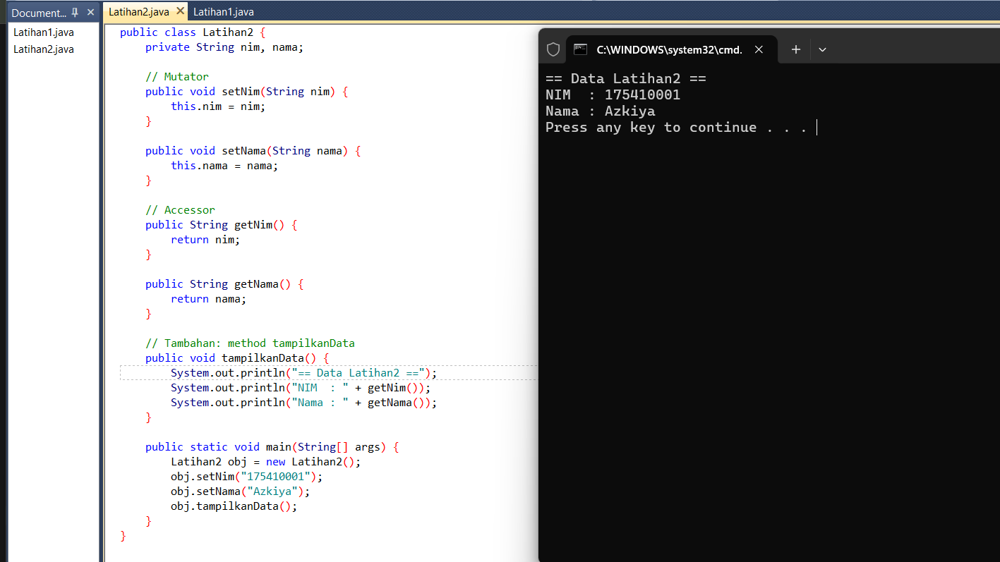 Document...
Latihan1.java
Latihan2.java
Latihan2.java Latihan1.java
public class Latihan2 {
    private String nim, nama;

    // Mutator
    public void setNim(String nim) {
        this.nim = nim;
    }

    public void setNama(String nama) {
        this.nama = nama;
    }

    // Accessor
    public String getNim() {
        return nim;
    }

    public String getNama() {
        return nama;
    }

    // Tambahan: method tampilkanData
    public void tampilkanData() {
        System.out.println("== Data Latihan2 ==");
        System.out.println("NIM  : " + getNim());
        System.out.println("Nama : " + getNama());
    }

    public static void main(String[] args) {
        Latihan2 obj = new Latihan2();
        obj.setNim("175410001");
        obj.setNama("Azkiya");
        obj.tampilkanData();
    }
}
C:\WINDOWS\system32\cmd.
== Data Latihan2 ==
NIM  : 175410001
Nama : Azkiya
Press any key to continue . . .